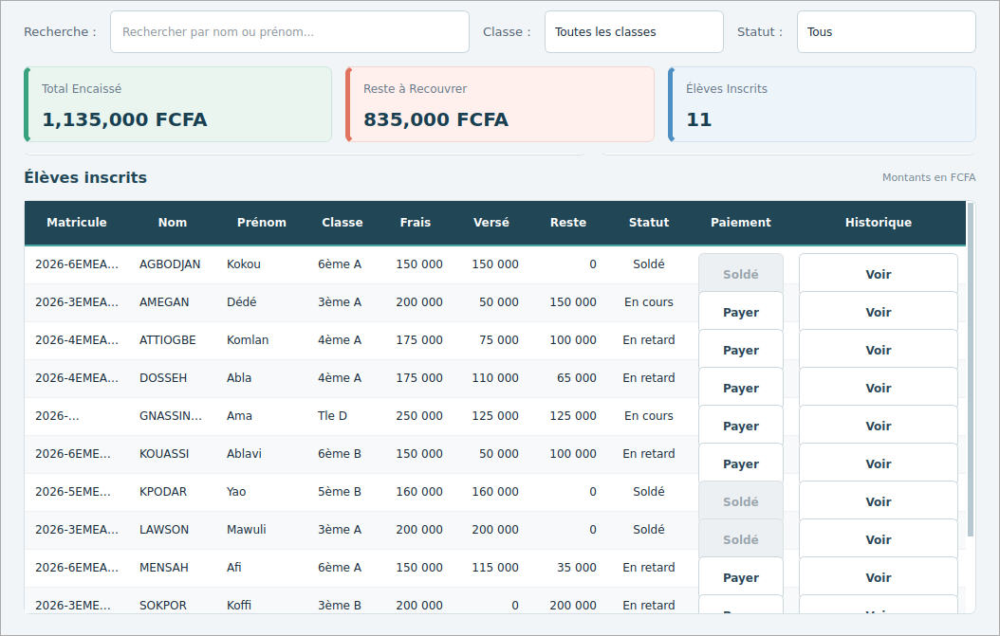 Recherche : Rechercher par nom ou prénom... Classe : Toutes les classes Statut : Tous
Total Encaissé Reste à Recouvrer Élèves Inscrits
1,135,000 FCFA 835,000 FCFA 11
Élèves inscrits Montants en FCFA
Matricule Nom Prénom Classe Frais Versé Reste Statut Paiement Historique
2026-6EMEA... AGBODJAN Kokou 6ème A 150 000 150 000 0 Soldé Soldé Voir
2026-3EMEA... AMEGAN Dédé 3ème A 200 000 50 000 150 000 En cours Payer Voir
2026-4EMEA... ATTIOGBE Komlan 4ème A 175 000 75 000 100 000 En retard Payer Voir
2026-4EMEA... DOSSEH Abla 4ème A 175 000 110 000 65 000 En retard Payer Voir
2026-... GNASSIN... Ama Tle D 250 000 125 000 125 000 En cours Payer Voir
2026-6EME... KOUASSI Ablavi 6ème B 150 000 50 000 100 000 En retard Payer Voir
2026-5EME... KPODAR Yao 5ème B 160 000 160 000 0 Soldé Soldé Voir
2026-3EMEA... LAWSON Mawuli 3ème A 200 000 200 000 0 Soldé Soldé Voir
2026-6EMEA... MENSAH Afi 6ème A 150 000 115 000 35 000 En retard Payer Voir
2026-3EME... SOKPOR Koffi 3ème B 200 000 0 200 000 En retard